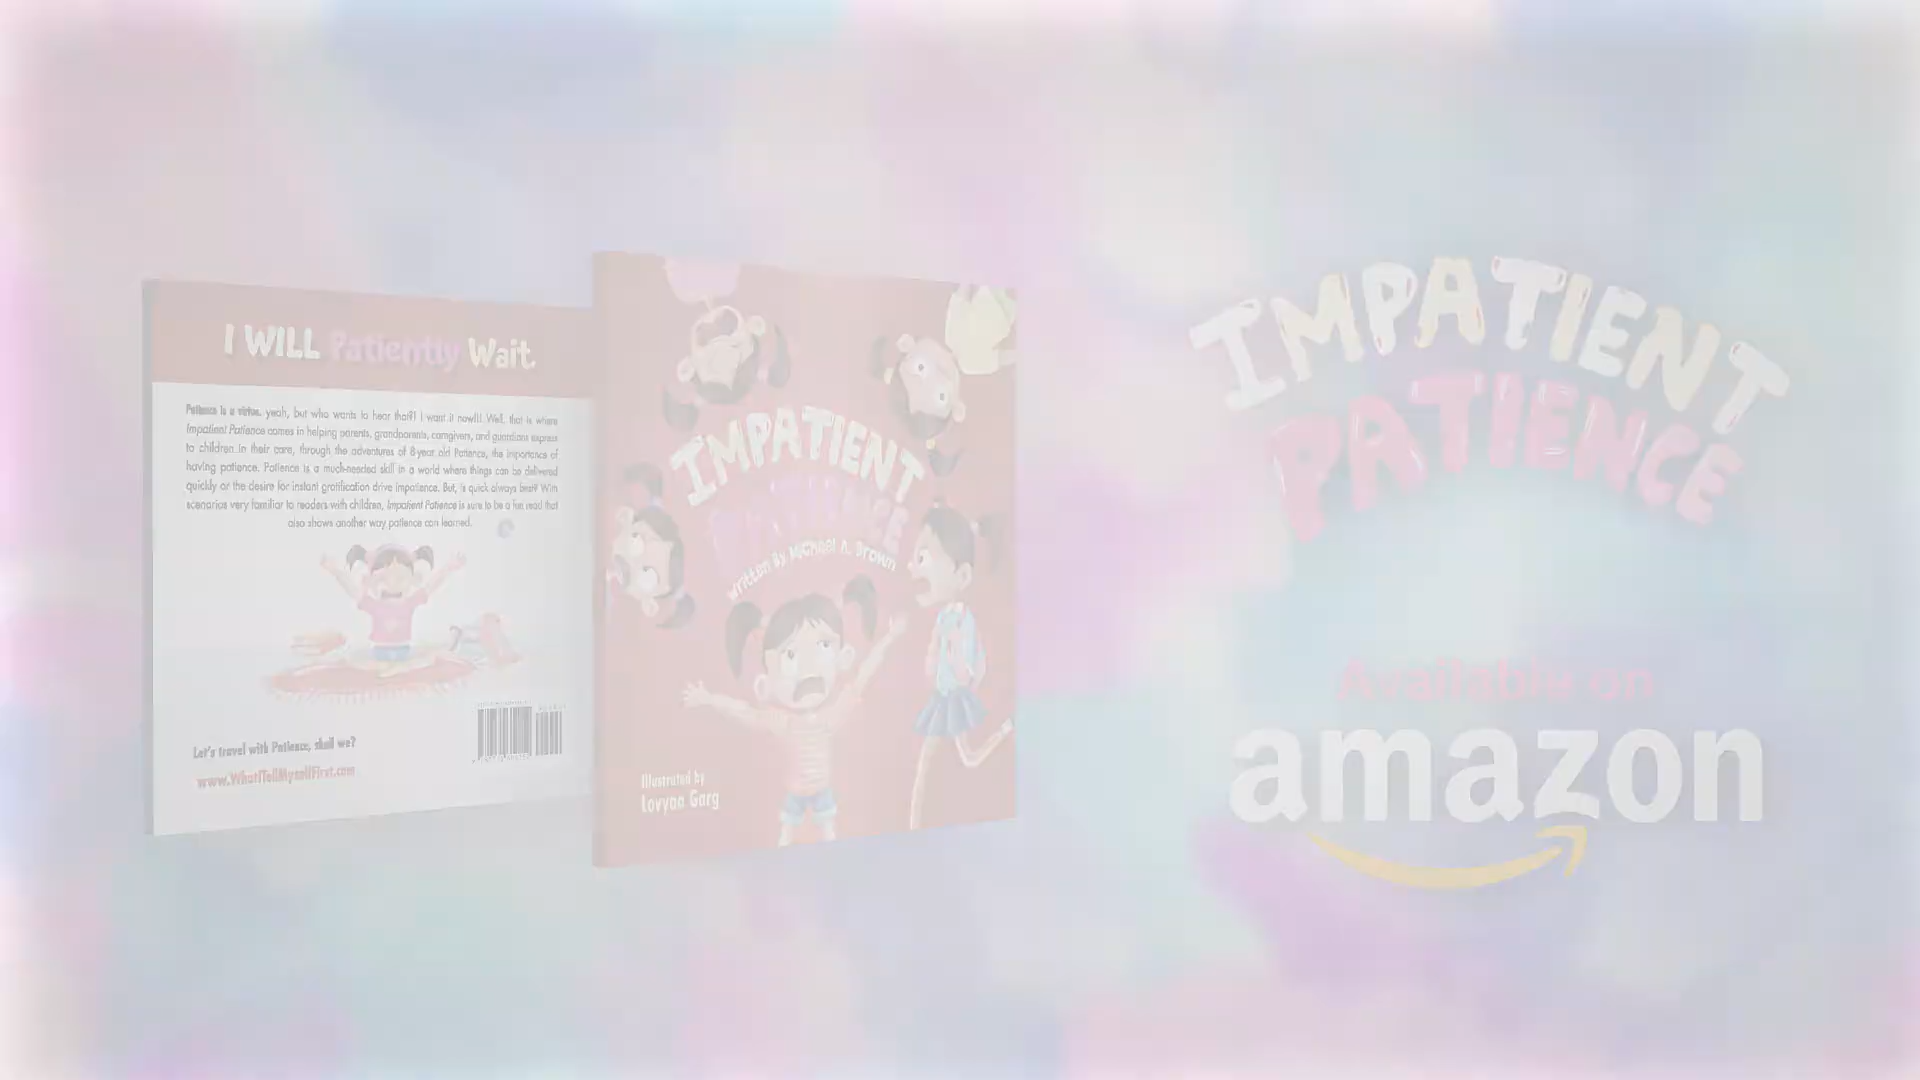 I WILL Patiently Wait.
Patience is a virtue, yeah, but who wants to hear that?! I want it now!!! Well, that is where
Impatient Patience comes in helping parents, grandparents, caregivers, and guardians express
to children in their care, through the adventures of 8-year old Patience, the importance of
having patience. Patience is a much-needed skill in a world where things can be delivered
quickly or the desire for instant gratification drive impatience. But, is quick always best? With
scenarios very familiar to readers with children, Impatient Patience is sure to be a fun read that
also shows another way patience can learned.
Let's travel with Patience, shall we?
www.WhatITellMyselfFirst.com
IMPATIENT
PATIENCE
Written By Michael A. Brown
Illustrated by
Lovyaa Garg
IMPATIENT
PATIENCE
Available on
amazon